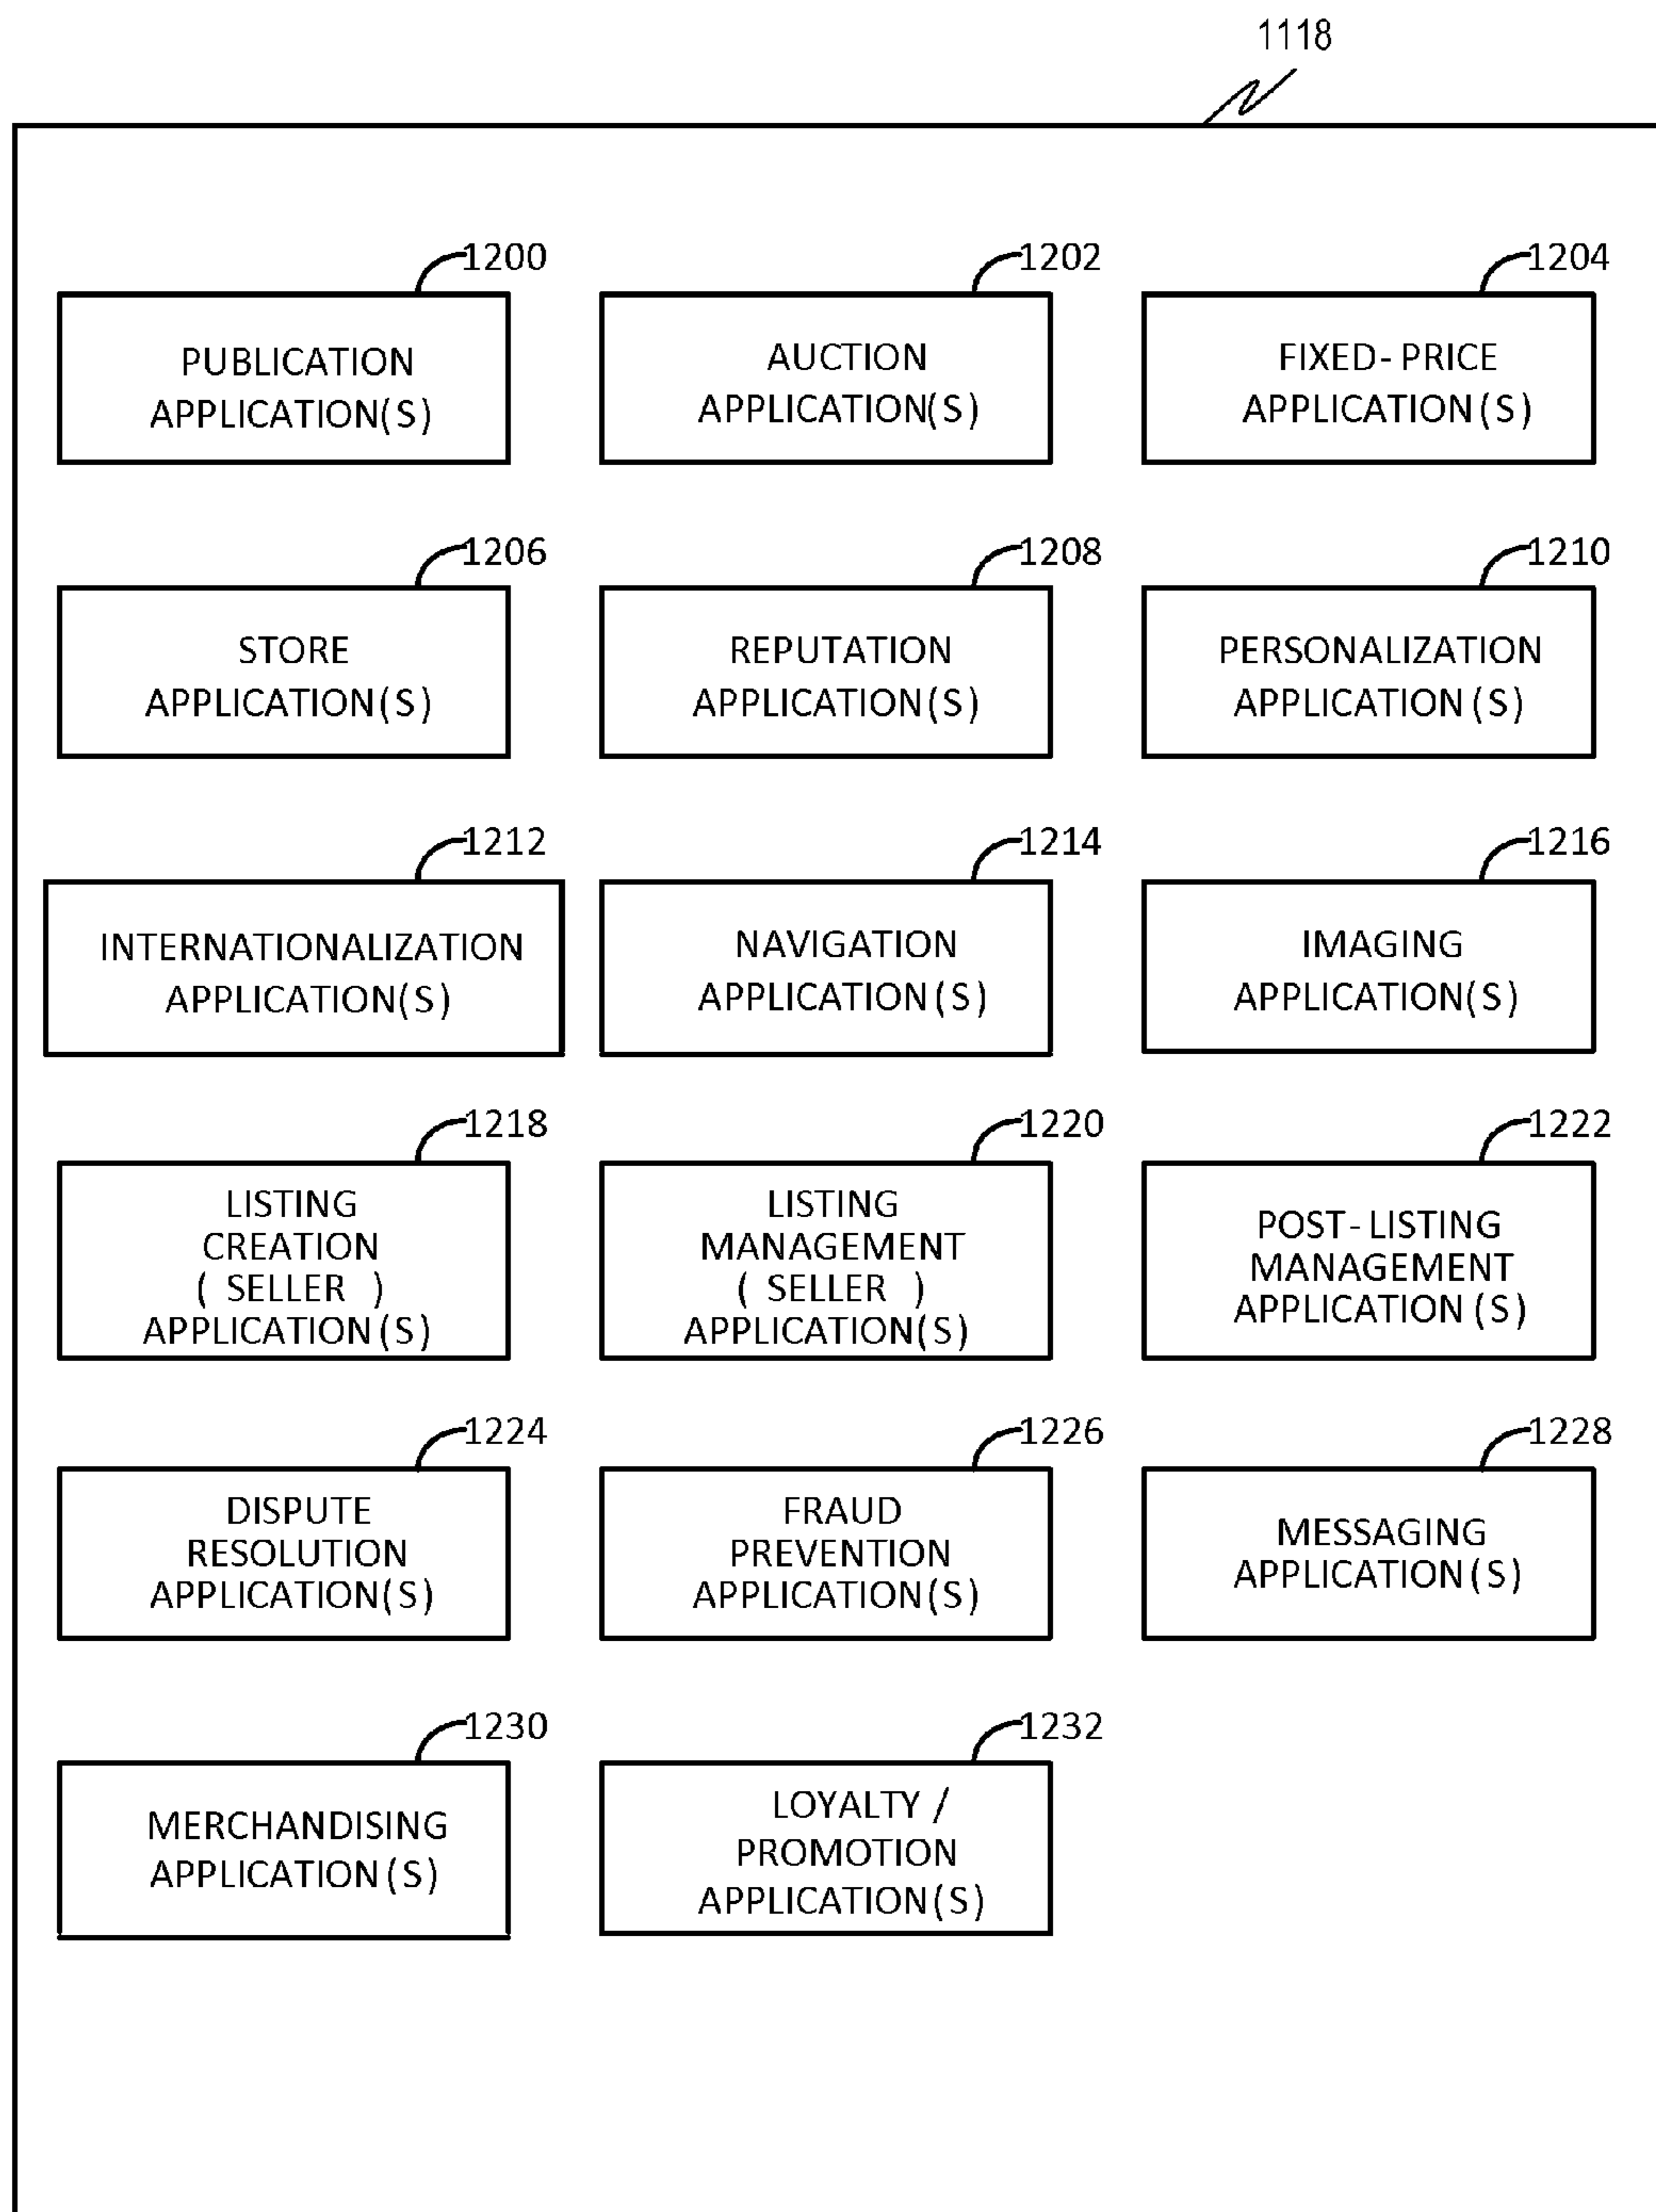 1118
1200
PUBLICATION
APPLICATION(S)
1202
AUCTION
APPLICATION(S)
1204
FIXED-PRICE
APPLICATION(S)
1206
STORE
APPLICATION(S)
1208
REPUTATION
APPLICATION(S)
1210
PERSONALIZATION
APPLICATION(S)
1212
INTERNATIONALIZATION
APPLICATION(S)
1214
NAVIGATION
APPLICATION(S)
1216
IMAGING
APPLICATION(S)
1218
LISTING
CREATION
( SELLER )
APPLICATION(S)
1220
LISTING
MANAGEMENT
( SELLER )
APPLICATION(S)
1222
POST-LISTING
MANAGEMENT
APPLICATION(S)
1224
DISPUTE
RESOLUTION
APPLICATION(S)
1226
FRAUD
PREVENTION
APPLICATION(S)
1228
MESSAGING
APPLICATION(S)
1230
MERCHANDISING
APPLICATION(S)
1232
LOYALTY /
PROMOTION
APPLICATION(S)